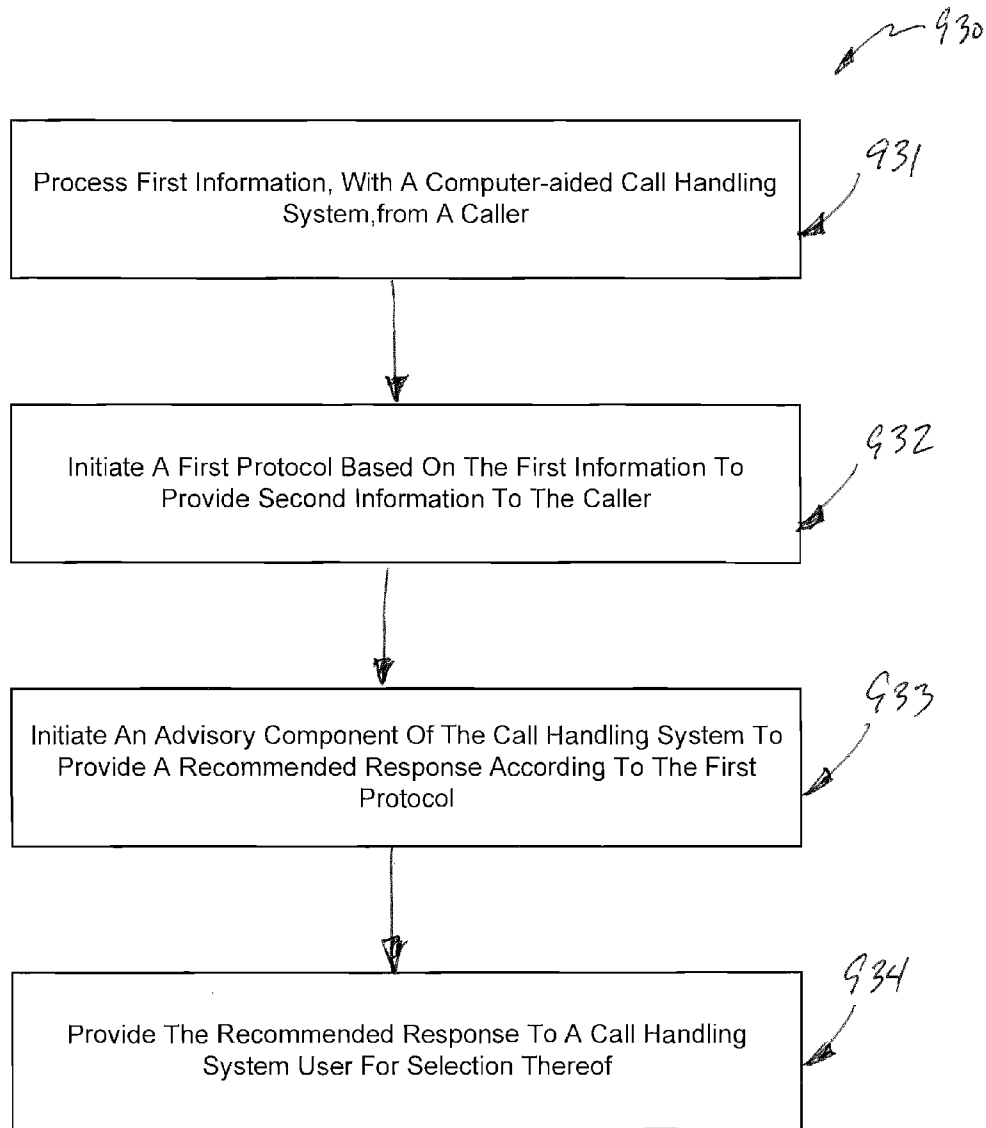 930
Process First Information, With A Computer-aided Call Handling
System,from A Caller
931
Initiate A First Protocol Based On The First Information To
Provide Second Information To The Caller
932
Initiate An Advisory Component Of The Call Handling System To
Provide A Recommended Response According To The First
Protocol
933
Provide The Recommended Response To A Call Handling
System User For Selection Thereof
934